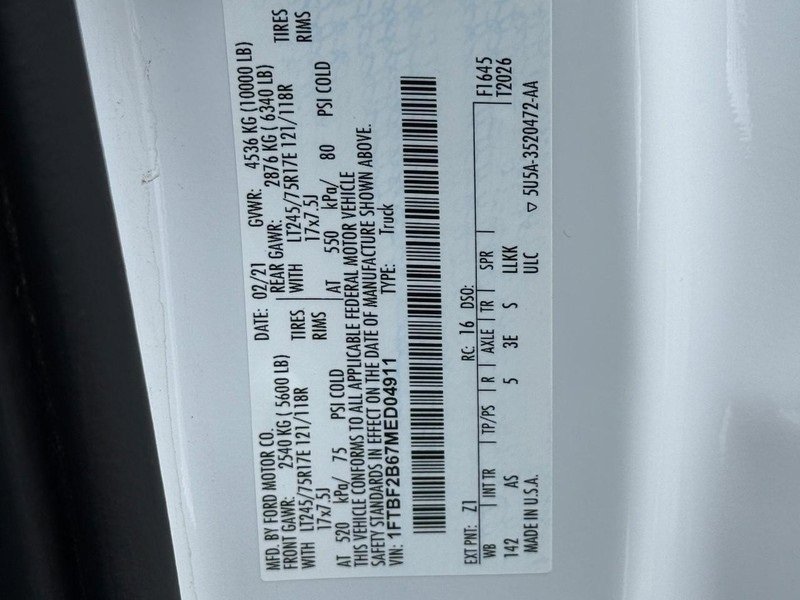 MFD. BY FORD MOTOR CO.
DATE: 02/21 GVWR: 4536 KG (10000 LB)
FRONT GAWR: 2540 KG ( 5600 LB) REAR GAWR: 2876 KG ( 6340 LB)
WITH LT245/75R17E 121/118R TIRES WITH LT245/75R17E 121/118R TIRES
17x7.5J RIMS 17x7.5J RIMS
AT 520 kPa/ 75 PSI COLD AT 550 kPa/ 80 PSI COLD
THIS VEHICLE CONFORMS TO ALL APPLICABLE FEDERAL MOTOR VEHICLE
SAFETY STANDARDS IN EFFECT ON THE DATE OF MANUFACTURE SHOWN ABOVE.
VIN: 1FTBF2B67MED04911 TYPE: Truck
EXT PNT: Z1 RC: 16 DSO: F1645
WB INT TR TP/PS R AXLE TR SPR T2026
142 AS 5 3E S LLKK
MADE IN U.S.A. ULC ▽ 5U5A-3520472-AA